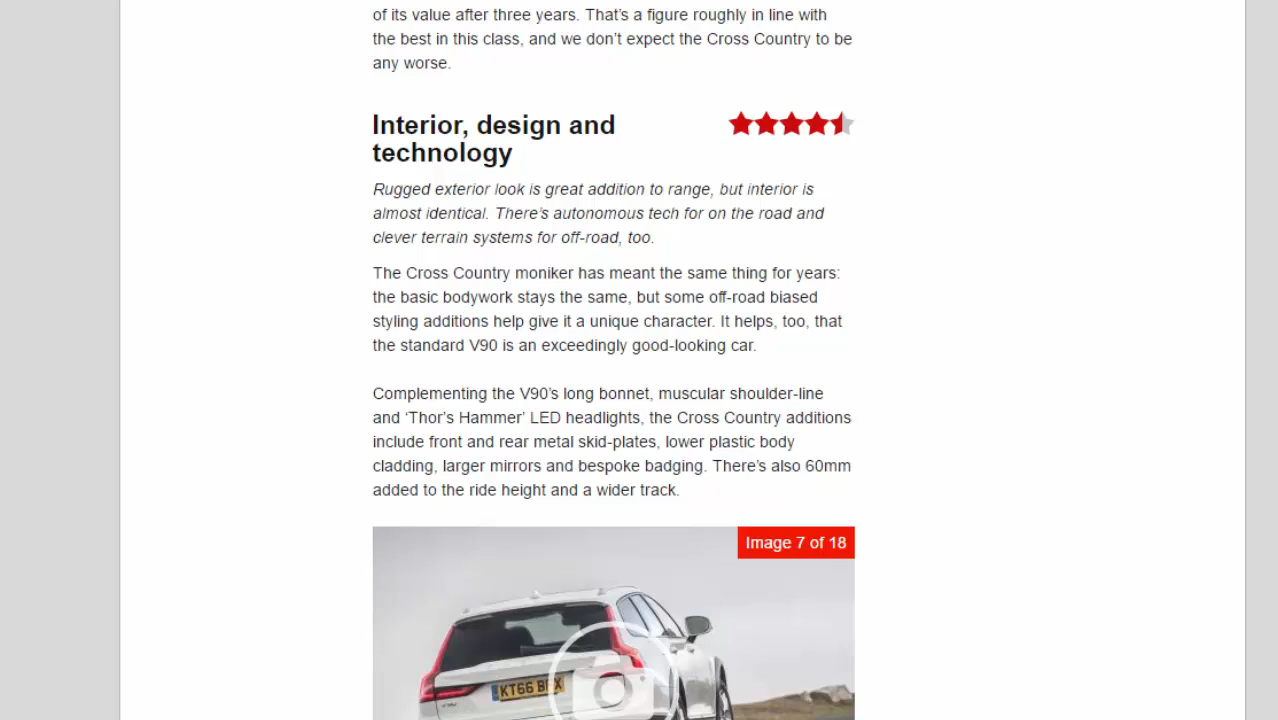 of its value after three years. That’s a figure roughly in line with
the best in this class, and we don’t expect the Cross Country to be
any worse.
Interior, design and
technology
Rugged exterior look is great addition to range, but interior is
almost identical. There’s autonomous tech for on the road and
clever terrain systems for off-road, too.
The Cross Country moniker has meant the same thing for years:
the basic bodywork stays the same, but some off-road biased
styling additions help give it a unique character. It helps, too, that
the standard V90 is an exceedingly good-looking car.
Complementing the V90’s long bonnet, muscular shoulder-line
and ‘Thor’s Hammer’ LED headlights, the Cross Country additions
include front and rear metal skid-plates, lower plastic body
cladding, larger mirrors and bespoke badging. There’s also 60mm
added to the ride height and a wider track.
Image 7 of 18
KT66